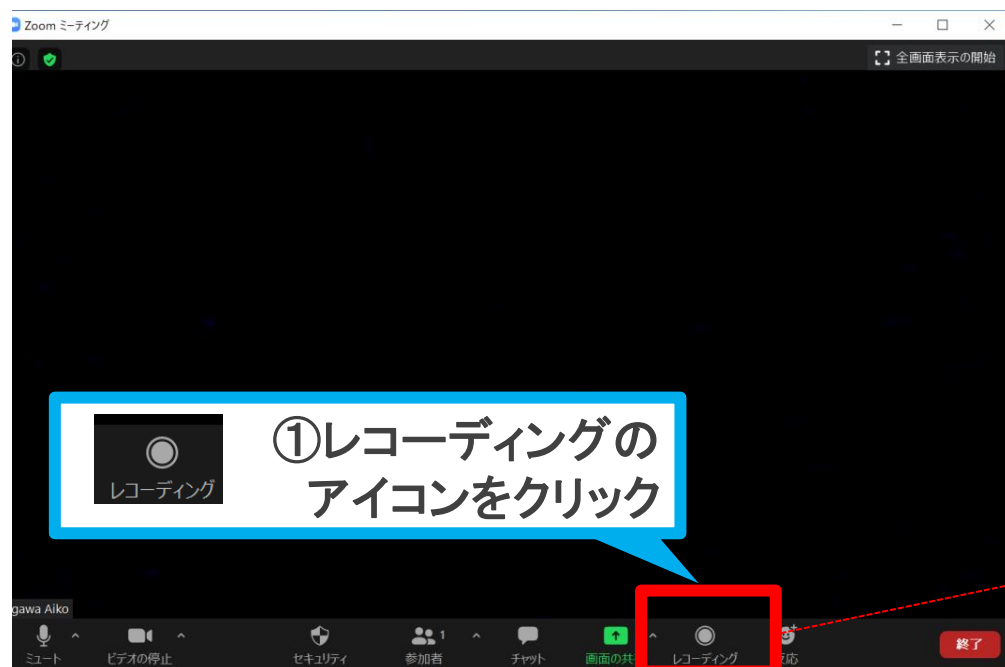 Zoom ミーティング
全画面表示の開始
①レコーディングの
アイコンをクリック
レコーディング
gawa Aiko
1
ミュート
ビデオの停止
セキュリティ
参加者
チャット
画面の共
レコーディング
応
終了